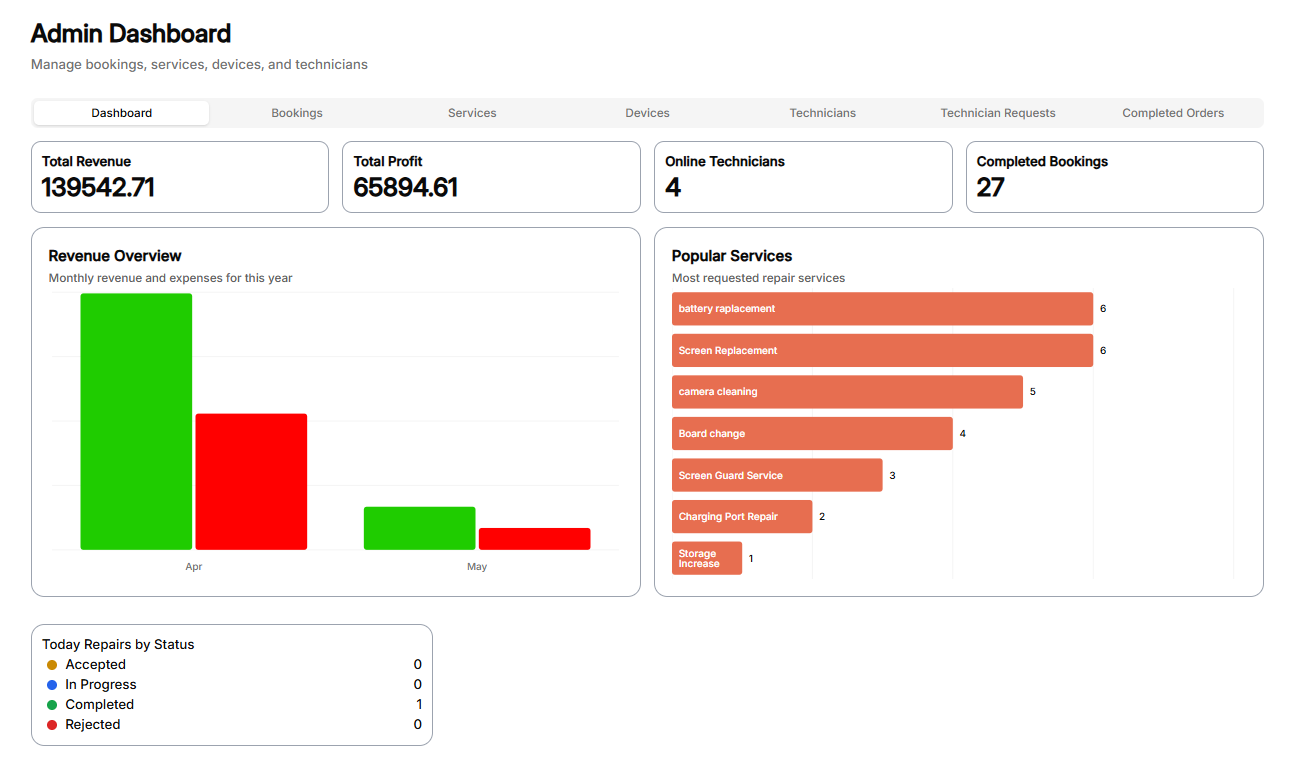 Admin Dashboard
Manage bookings, services, devices, and technicians
Dashboard Bookings Services Devices Technicians Technician Requests Completed Orders
Total Revenue
139542.71
Total Profit
65894.61
Online Technicians
4
Completed Bookings
27
Revenue Overview
Monthly revenue and expenses for this year
Apr May
Popular Services
Most requested repair services
battery raplacement 6
Screen Replacement 6
camera cleaning 5
Board change 4
Screen Guard Service 3
Charging Port Repair 2
Storage
Increase 1
Today Repairs by Status
Accepted 0
In Progress 0
Completed 1
Rejected 0